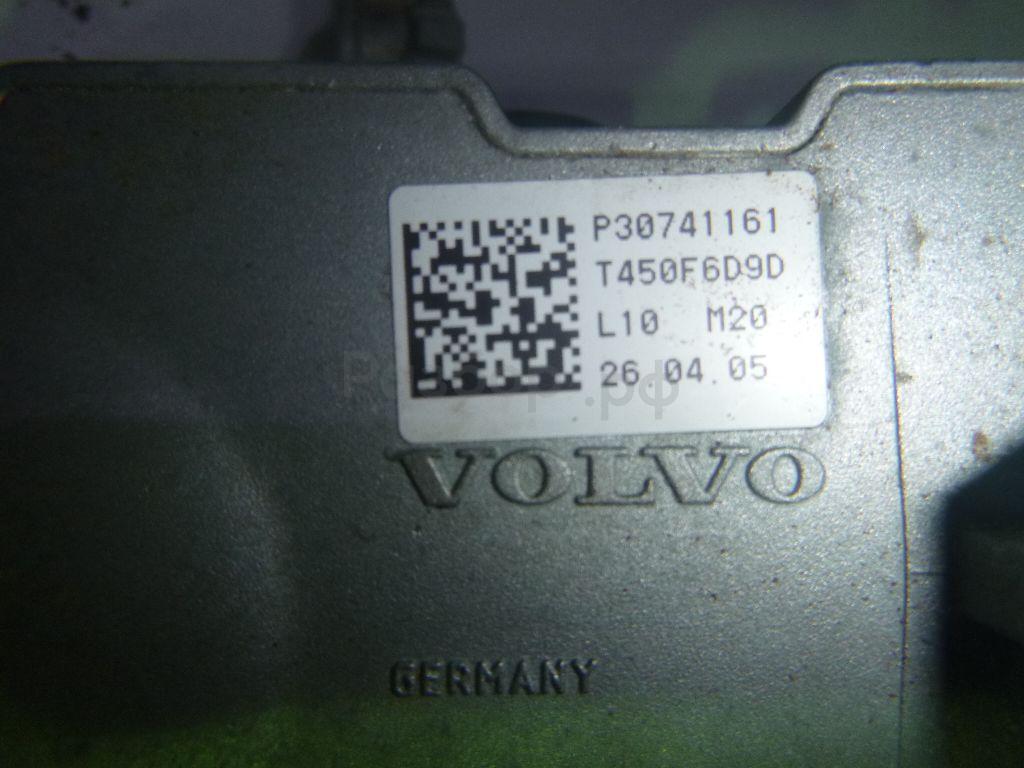 P30741161
T450F6D9D
L10 M20
26.04.05
VOLVO
GERMANY